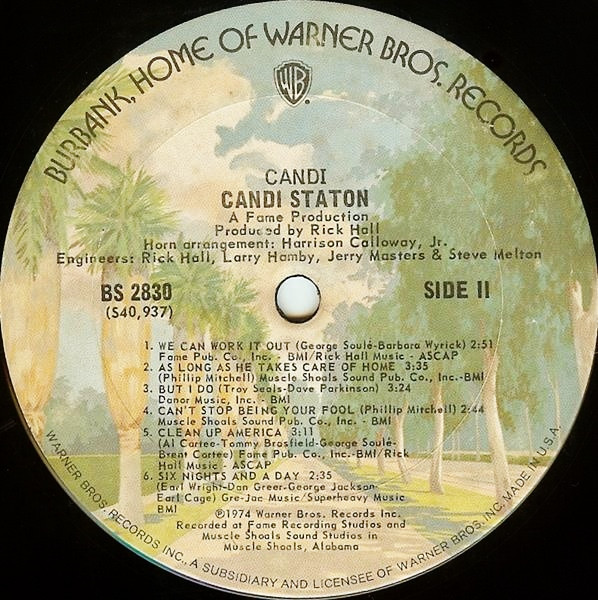 BURBANK, HOME OF WARNER BROS. RECORDS
WB
CANDI
CANDI STATON
A Fame Production
Produced by Rick Hall
Horn arrangement: Harrison Calloway, Jr.
Engineers: Rick Hall, Larry Hamby, Jerry Masters & Steve Melton
BS 2830
(S40,937)
SIDE II
1. WE CAN WORK IT OUT (George Soulé-Barbara Wyrick) 2:51
Fame Pub. Co., Inc. - BMI/Rick Hall Music - ASCAP
2. AS LONG AS HE TAKES CARE OF HOME 3:35
(Phillip Mitchell) Muscle Shoals Sound Pub. Co., Inc.-BMI
3. BUT I DO (Troy Seals-Dave Parkinson) 3:24
Danor Music, Inc. - BMI
4. CAN'T STOP BEING YOUR FOOL (Phillip Mitchell) 2:44
Muscle Shoals Sound Pub. Co., Inc. - BMI
5. CLEAN UP AMERICA 3:11
(Al Cartee-Tommy Brasfield-George Soulé-
Brent Cartee) Fame Pub. Co., Inc.-BMI/Rick
Hall Music - ASCAP
6. SIX NIGHTS AND A DAY 2:35
(Earl Wright-Dan Greer-George Jackson-
Earl Cage) Gre-Jac Music/Superheavy Music
BMI
℗1974 Warner Bros. Records Inc.
Recorded at Fame Recording Studios and
Muscle Shoals Sound Studios in
Muscle Shoals, Alabama
WARNER BROS. RECORDS INC., A SUBSIDIARY AND LICENSEE OF WARNER BROS. INC. MADE IN U.S.A.